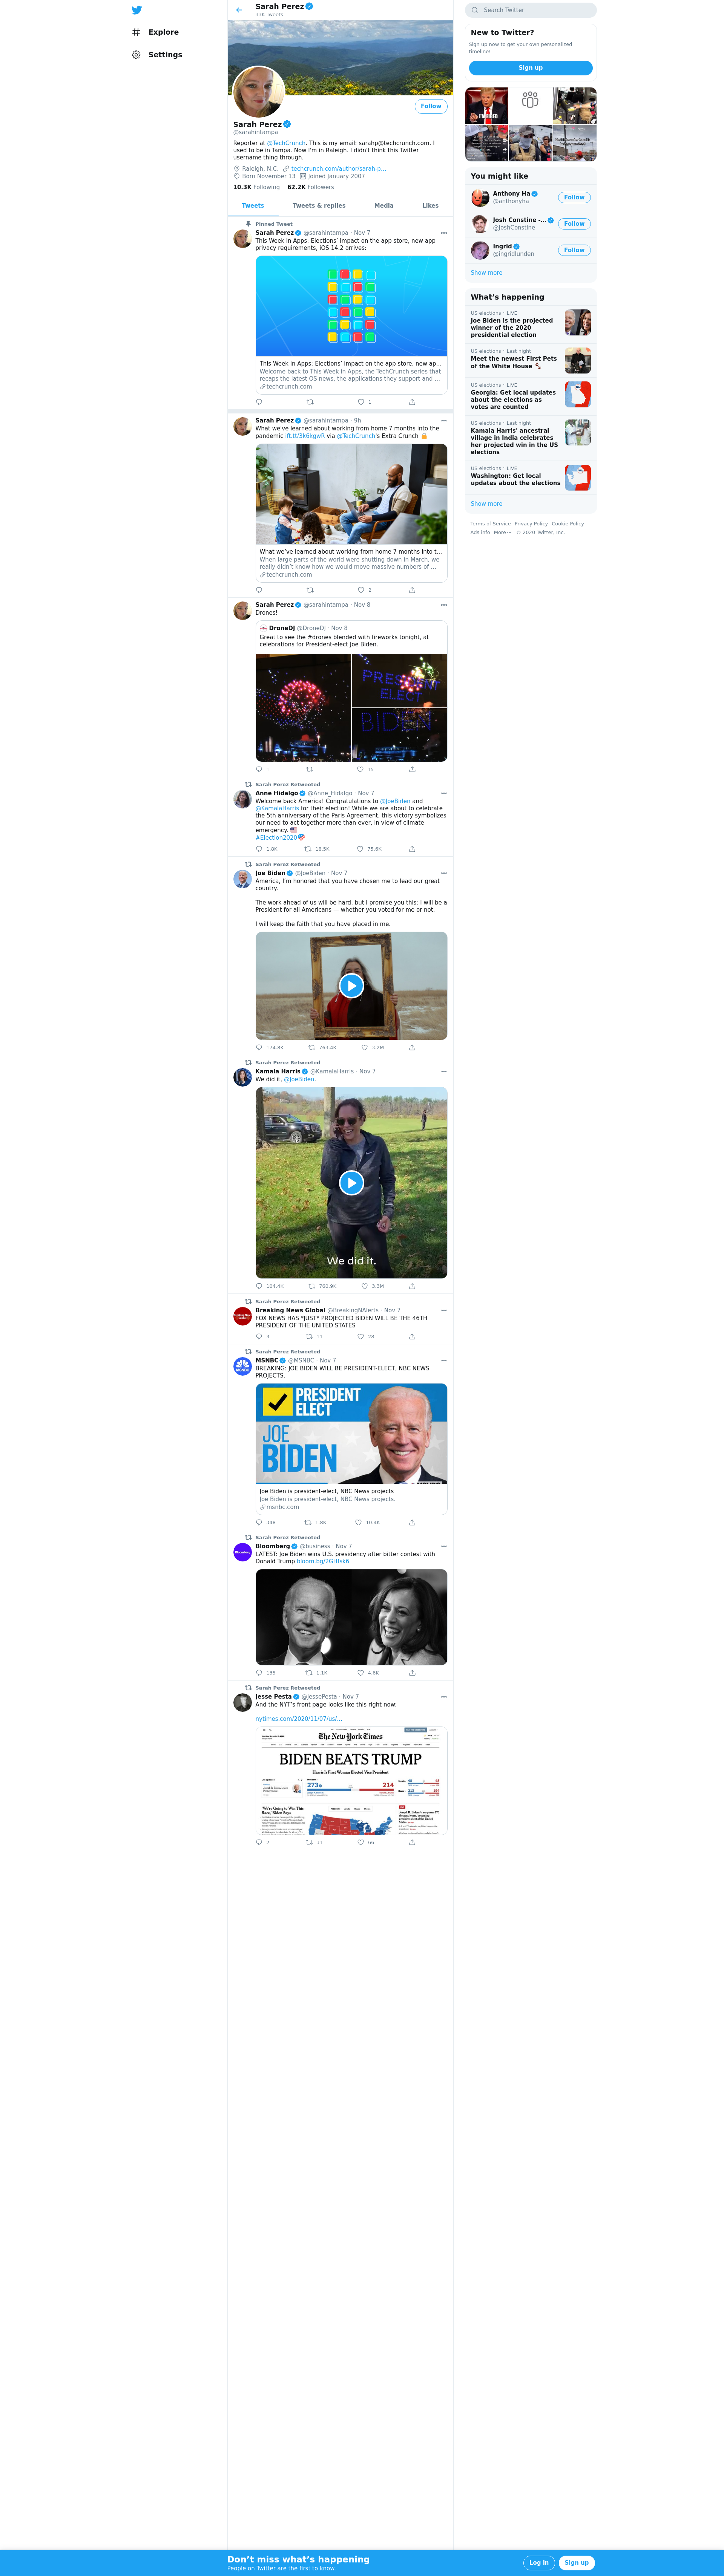 Explore
Settings
Sarah Perez
33K Tweets
Follow
Sarah Perez
@sarahintampa
Reporter at @TechCrunch. This is my email: sarahp@techcrunch.com. I
used to be in Tampa. Now I'm in Raleigh. I didn't think this Twitter
username thing through.
Raleigh, N.C. techcrunch.com/author/sarah-p...
Born November 13 Joined January 2007
10.3K Following 62.2K Followers
Tweets Tweets & replies Media Likes
Pinned Tweet
Sarah Perez @sarahintampa · Nov 7
This Week in Apps: Elections' impact on the app store, new app
privacy requirements, iOS 14.2 arrives:
This Week in Apps: Elections' impact on the app store, new ap...
Welcome back to This Week in Apps, the TechCrunch series that
recaps the latest OS news, the applications they support and ...
techcrunch.com
1
Sarah Perez @sarahintampa · 9h
What we've learned about working from home 7 months into the
pandemic ift.tt/3k6kgwR via @TechCrunch's Extra Crunch 🔒
What we've learned about working from home 7 months into t...
When large parts of the world were shutting down in March, we
really didn't know how we would move massive numbers of ...
techcrunch.com
2
Sarah Perez @sarahintampa · Nov 8
Drones!
DroneDJ @DroneDJ · Nov 8
Great to see the #drones blended with fireworks tonight, at
celebrations for President-elect Joe Biden.
PRESIDENT
ELECT
BIDEN
1 15
Sarah Perez Retweeted
Anne Hidalgo @Anne_Hidalgo · Nov 7
Welcome back America! Congratulations to @JoeBiden and
@KamalaHarris for their election! While we are about to celebrate
the 5th anniversary of the Paris Agreement, this victory symbolizes
our need to act together more than ever, in view of climate
emergency. 🇺🇸
#Election2020
1.8K 18.5K 75.6K
Sarah Perez Retweeted
Joe Biden @JoeBiden · Nov 7
America, I'm honored that you have chosen me to lead our great
country.
The work ahead of us will be hard, but I promise you this: I will be a
President for all Americans — whether you voted for me or not.
I will keep the faith that you have placed in me.
174.8K 763.4K 3.2M
Sarah Perez Retweeted
Kamala Harris @KamalaHarris · Nov 7
We did it, @JoeBiden.
We did it.
104.4K 760.9K 3.3M
Sarah Perez Retweeted
Breaking News Global @BreakingNAlerts · Nov 7
FOX NEWS HAS *JUST* PROJECTED BIDEN WILL BE THE 46TH
PRESIDENT OF THE UNITED STATES
3 11 28
Sarah Perez Retweeted
MSNBC @MSNBC · Nov 7
BREAKING: JOE BIDEN WILL BE PRESIDENT-ELECT, NBC NEWS
PROJECTS.
PRESIDENT
ELECT
JOE
BIDEN
Joe Biden is president-elect, NBC News projects
Joe Biden is president-elect, NBC News projects.
msnbc.com
348 1.8K 10.4K
Sarah Perez Retweeted
Bloomberg @business · Nov 7
LATEST: Joe Biden wins U.S. presidency after bitter contest with
Donald Trump bloom.bg/2GHfsk6
135 1.1K 4.6K
Sarah Perez Retweeted
Jesse Pesta @JessePesta · Nov 7
And the NYT's front page looks like this right now:
nytimes.com/2020/11/07/us/...
The New York Times
BIDEN BEATS TRUMP
Harris Is First Woman Elected Vice President
273 214
'We're Going to Win This
Race,' Biden Says
2 31 66
Search Twitter
New to Twitter?
Sign up now to get your own personalized
timeline!
Sign up
You might like
Anthony Ha
@anthonyha
Follow
Josh Constine -...
@JoshConstine
Follow
Ingrid
@ingridlunden
Follow
Show more
What's happening
US elections · LIVE
Joe Biden is the projected
winner of the 2020
presidential election
US elections · Last night
Meet the newest First Pets
of the White House 🐕
US elections · LIVE
Georgia: Get local updates
about the elections as
votes are counted
US elections · Last night
Kamala Harris' ancestral
village in India celebrates
her projected win in the US
elections
US elections · LIVE
Washington: Get local
updates about the elections
Show more
Terms of Service Privacy Policy Cookie Policy
Ads info More © 2020 Twitter, Inc.
Don't miss what's happening
People on Twitter are the first to know.
Log in Sign up